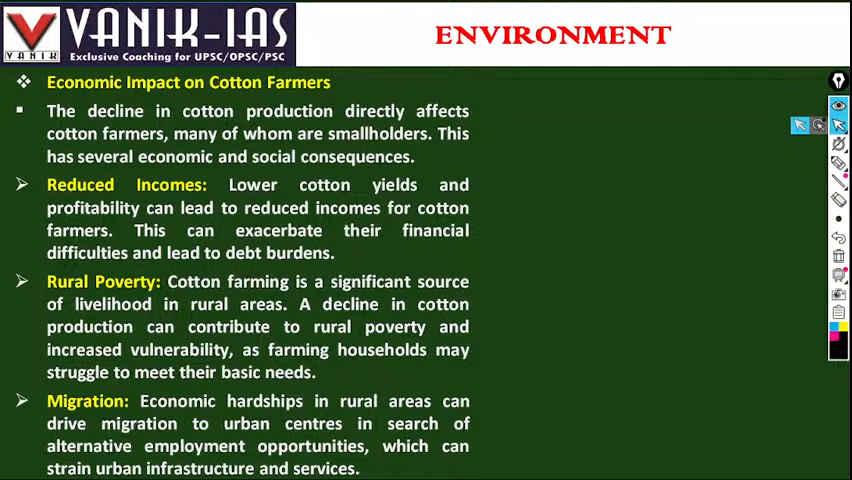 VANIK-IAS
VANIK
Exclusive Coaching for UPSC/OPSC/PSC
ENVIRONMENT
❖ Economic Impact on Cotton Farmers
▪ The decline in cotton production directly affects
cotton farmers, many of whom are smallholders. This
has several economic and social consequences.
➢ Reduced Incomes: Lower cotton yields and
profitability can lead to reduced incomes for cotton
farmers. This can exacerbate their financial
difficulties and lead to debt burdens.
➢ Rural Poverty: Cotton farming is a significant source
of livelihood in rural areas. A decline in cotton
production can contribute to rural poverty and
increased vulnerability, as farming households may
struggle to meet their basic needs.
➢ Migration: Economic hardships in rural areas can
drive migration to urban centres in search of
alternative employment opportunities, which can
strain urban infrastructure and services.